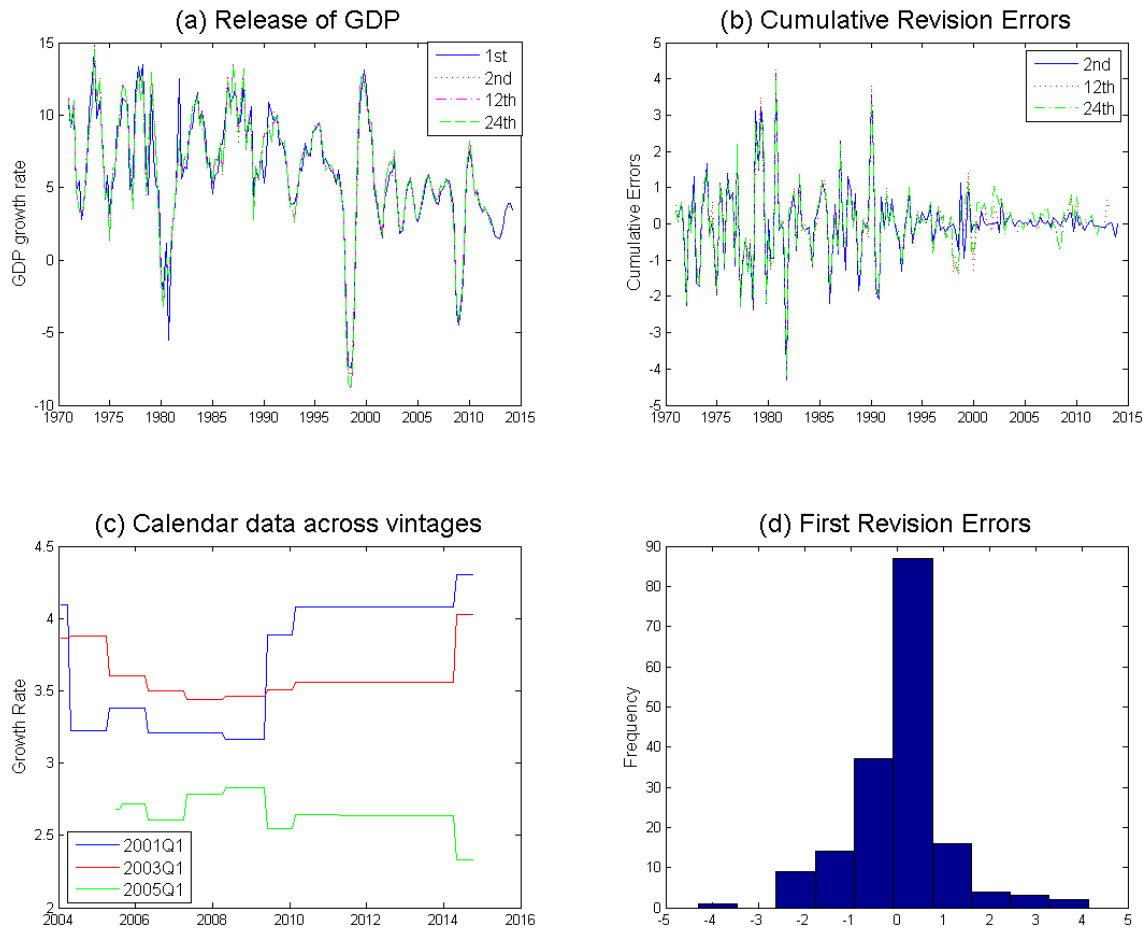 (a) Release of GDP
GDP growth rate
15
10
5
0
-5
-10
1970 1975 1980 1985 1990 1995 2000 2005 2010 2015
1st
2nd
12th
24th
(b) Cumulative Revision Errors
Cumulative Errors
5
4
3
2
1
0
-1
-2
-3
-4
-5
1970 1975 1980 1985 1990 1995 2000 2005 2010 2015
2nd
12th
24th
(c) Calendar data across vintages
Growth Rate
4.5
4
3.5
3
2.5
2
2004 2006 2008 2010 2012 2014 2016
2001Q1
2003Q1
2005Q1
(d) First Revision Errors
Frequency
90
80
70
60
50
40
30
20
10
0
-5 -4 -3 -2 -1 0 1 2 3 4 5